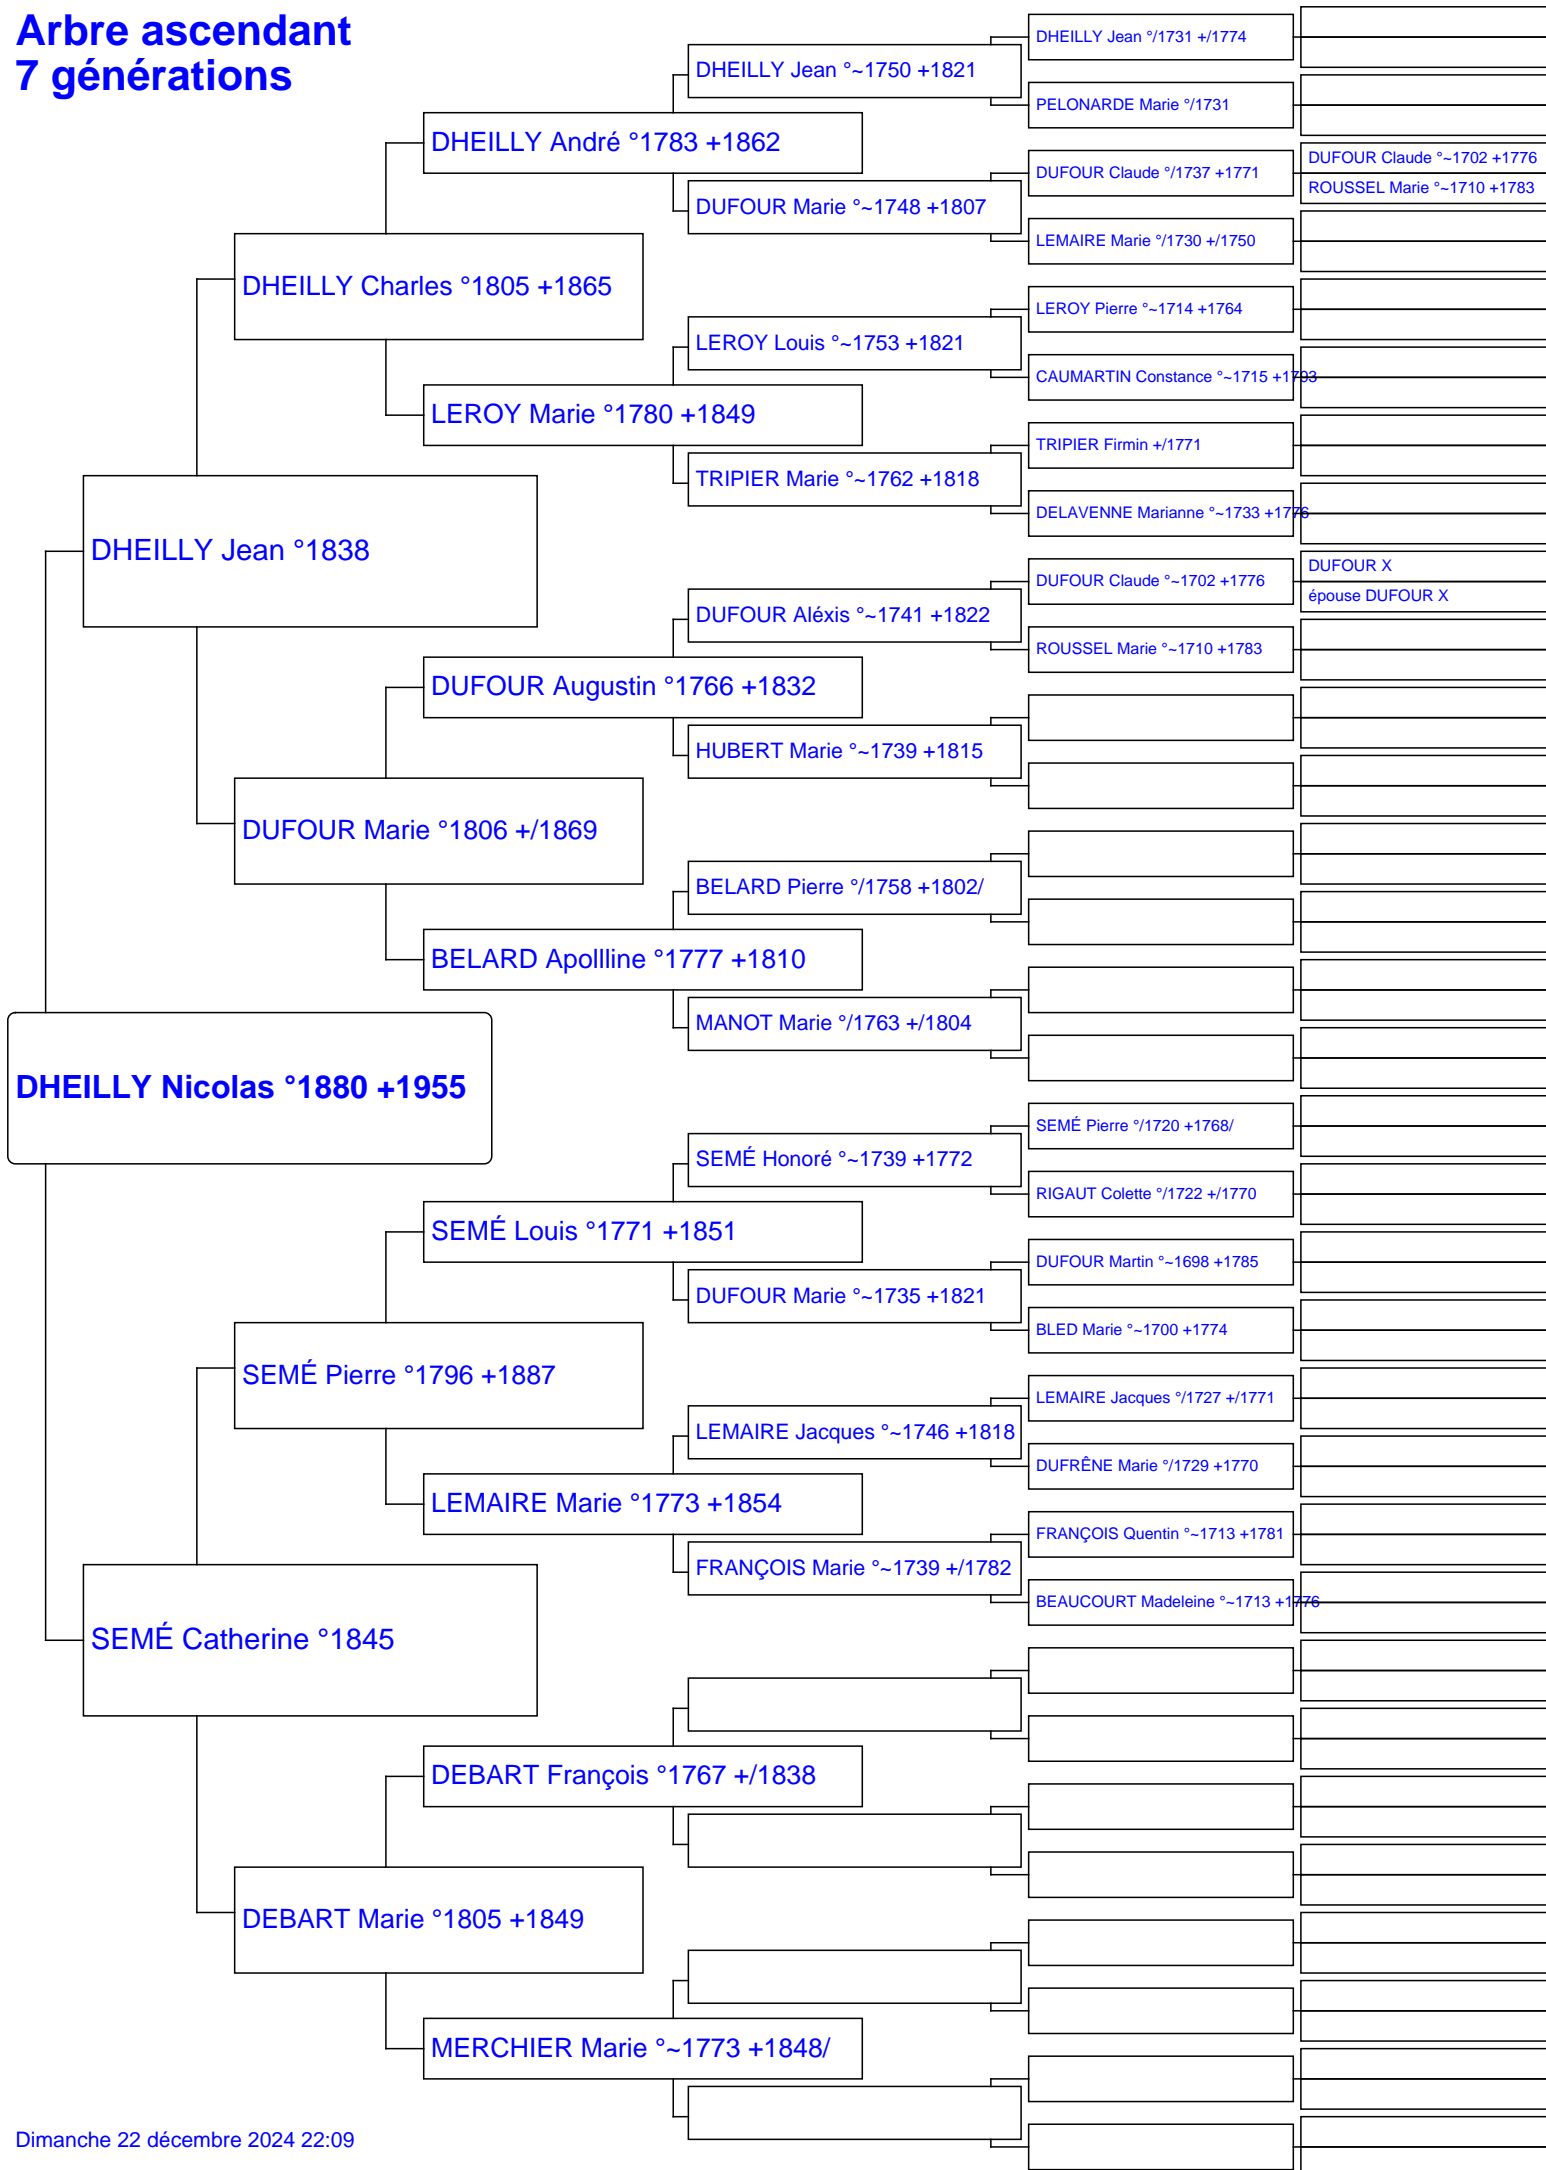 Arbre ascendant
7 générations
DHEILLY Nicolas °1880 +1955
DHEILLY Jean °1838
SEMÉ Catherine °1845
DHEILLY Charles °1805 +1865
DUFOUR Marie °1806 +/1869
SEMÉ Pierre °1796 +1887
DEBART Marie °1805 +1849
DHEILLY André °1783 +1862
LEROY Marie °1780 +1849
DUFOUR Augustin °1766 +1832
BELARD Apollline °1777 +1810
SEMÉ Louis °1771 +1851
LEMAIRE Marie °1773 +1854
DEBART François °1767 +/1838
MERCHIER Marie °~1773 +1848/
DHEILLY Jean °~1750 +1821
DUFOUR Marie °~1748 +1807
LEROY Louis °~1753 +1821
TRIPIER Marie °~1762 +1818
DUFOUR Aléxis °~1741 +1822
HUBERT Marie °~1739 +1815
BELARD Pierre °/1758 +1802/
MANOT Marie °/1763 +/1804
SEMÉ Honoré °~1739 +1772
DUFOUR Marie °~1735 +1821
LEMAIRE Jacques °~1746 +1818
FRANÇOIS Marie °~1739 +/1782
DHEILLY Jean °/1731 +/1774
PELONARDE Marie °/1731
DUFOUR Claude °/1737 +1771
LEMAIRE Marie °/1730 +/1750
LEROY Pierre °~1714 +1764
CAUMARTIN Constance °~1715 +1793
TRIPIER Firmin +/1771
DELAVENNE Marianne °~1733 +1776
DUFOUR Claude °~1702 +1776
ROUSSEL Marie °~1710 +1783
SEMÉ Pierre °/1720 +1768/
RIGAUT Colette °/1722 +/1770
DUFOUR Martin °~1698 +1785
BLED Marie °~1700 +1774
LEMAIRE Jacques °/1727 +/1771
DUFRÊNE Marie °/1729 +1770
FRANÇOIS Quentin °~1713 +1781
BEAUCOURT Madeleine °~1713 +1776
DUFOUR Claude °~1702 +1776
ROUSSEL Marie °~1710 +1783
DUFOUR X
épouse DUFOUR X
Dimanche 22 décembre 2024 22:09